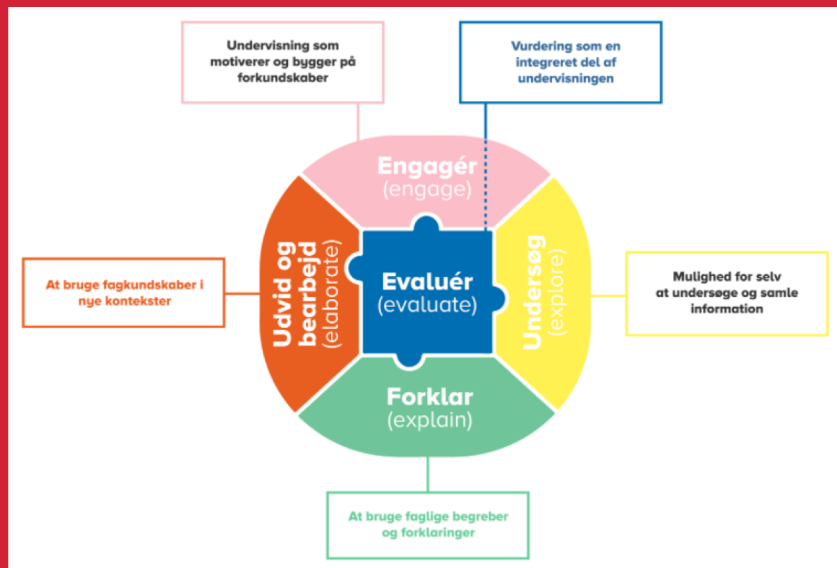 Undervisning som
motiverer og bygger på
forkundskaber
Vurdering som en
integreret del af
undervisningen
Engagér
(engage)
Udvid og
bearbejd
(elaborate)
Evaluér
(evaluate)
Undersøg
(explore)
At bruge fagkundskaber i
nye kontekster
Mulighed for selv
at undersøge og samle
information
Forklar
(explain)
At bruge faglige begreber
og forklaringer